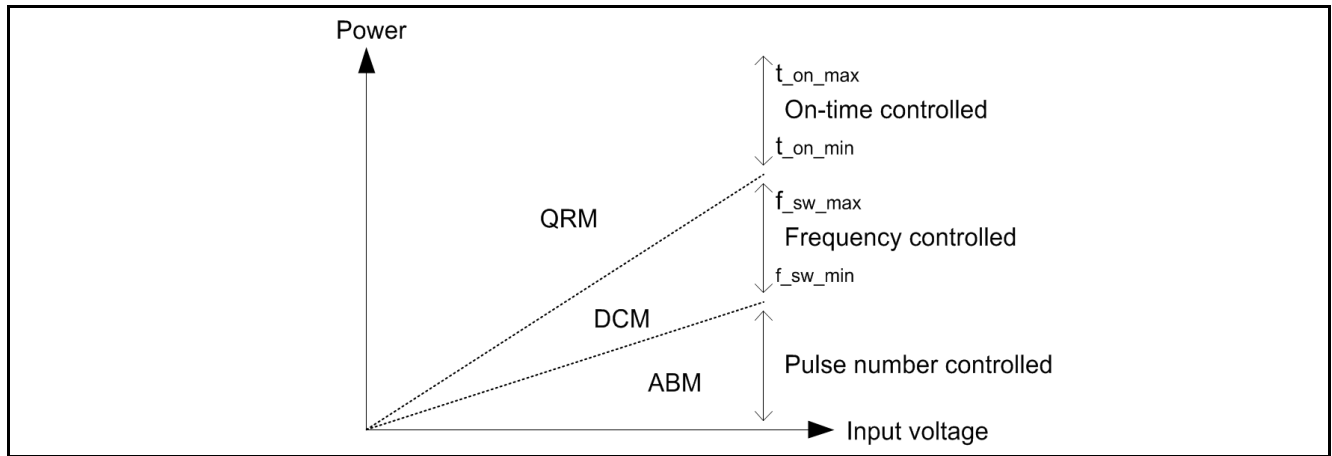 Power
t_on_max
On-time controlled
t_on_min
QRM
f_sw_max
Frequency controlled
f_sw_min
DCM
Pulse number controlled
ABM
Input voltage